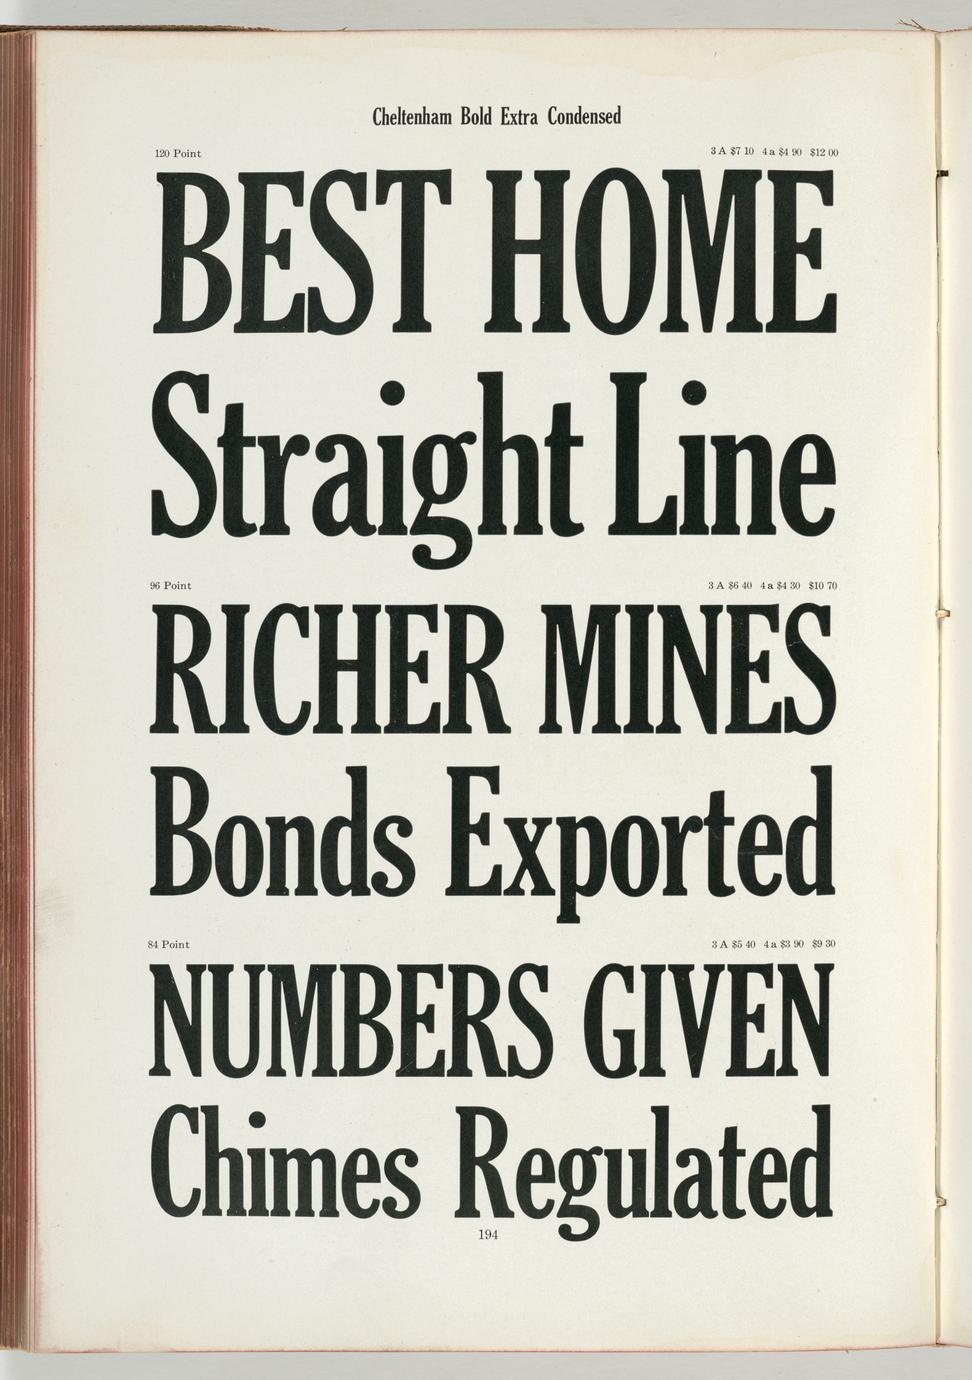 Cheltenham Bold Extra Condensed
120 Point 3 A $7 10 4 a $4 90 $12 00
BEST HOME
Straight Line
96 Point 3 A $6 40 4 a $4 30 $10 70
RICHER MINES
Bonds Exported
84 Point 3 A $5 40 4 a $3 90 $9 30
NUMBERS GIVEN
Chimes Regulated
194